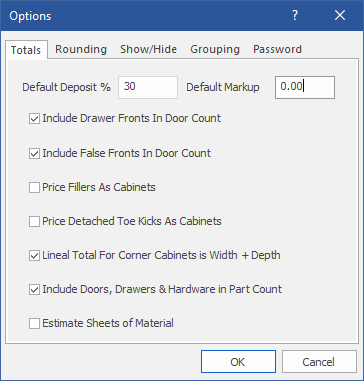 Options
Totals Rounding Show/Hide Grouping Password
Default Deposit % 30 Default Markup 0.00
Include Drawer Fronts In Door Count
Include False Fronts In Door Count
Price Fillers As Cabinets
Price Detached Toe Kicks As Cabinets
Lineal Total For Corner Cabinets is Width + Depth
Include Doors, Drawers & Hardware in Part Count
Estimate Sheets of Material
OK Cancel